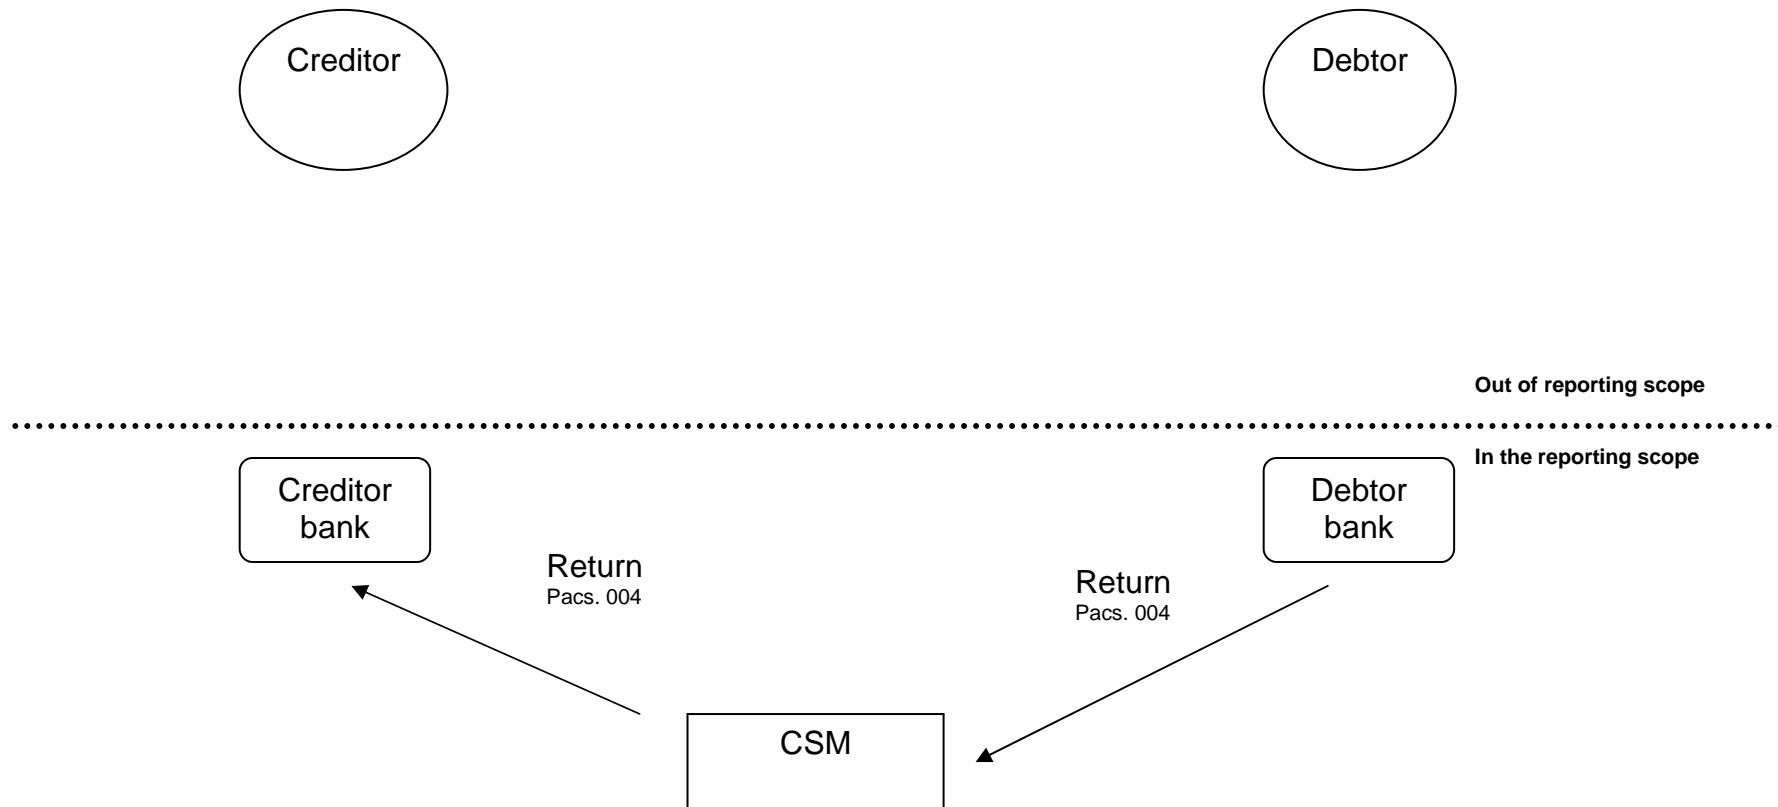 Creditor
Debtor
Out of reporting scope
In the reporting scope
Creditor
bank
Debtor
bank
Return
Pacs. 004
Return
Pacs. 004
CSM